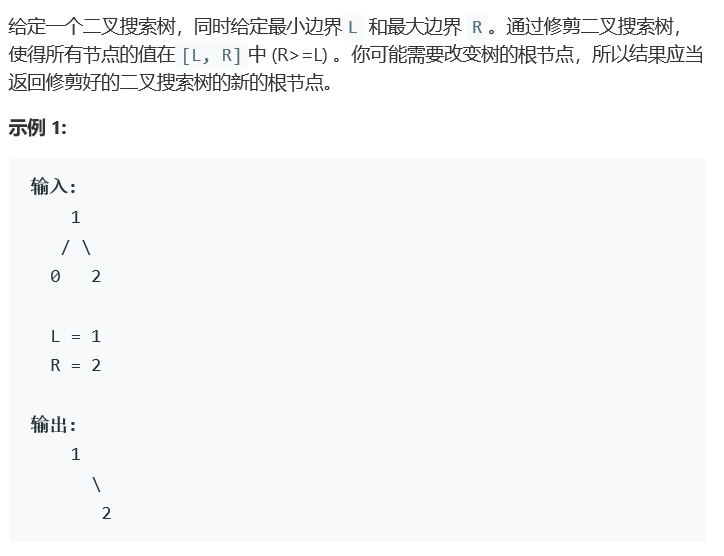 给定一个二叉搜索树，同时给定最小边界 L 和最大边界 R 。通过修剪二叉搜索树，
使得所有节点的值在 [L, R] 中 (R>=L) 。你可能需要改变树的根节点，所以结果应当
返回修剪好的二叉搜索树的新的根节点。
示例 1:
输入:
1
/ \
0 2
L = 1
R = 2
输出:
1
\
2